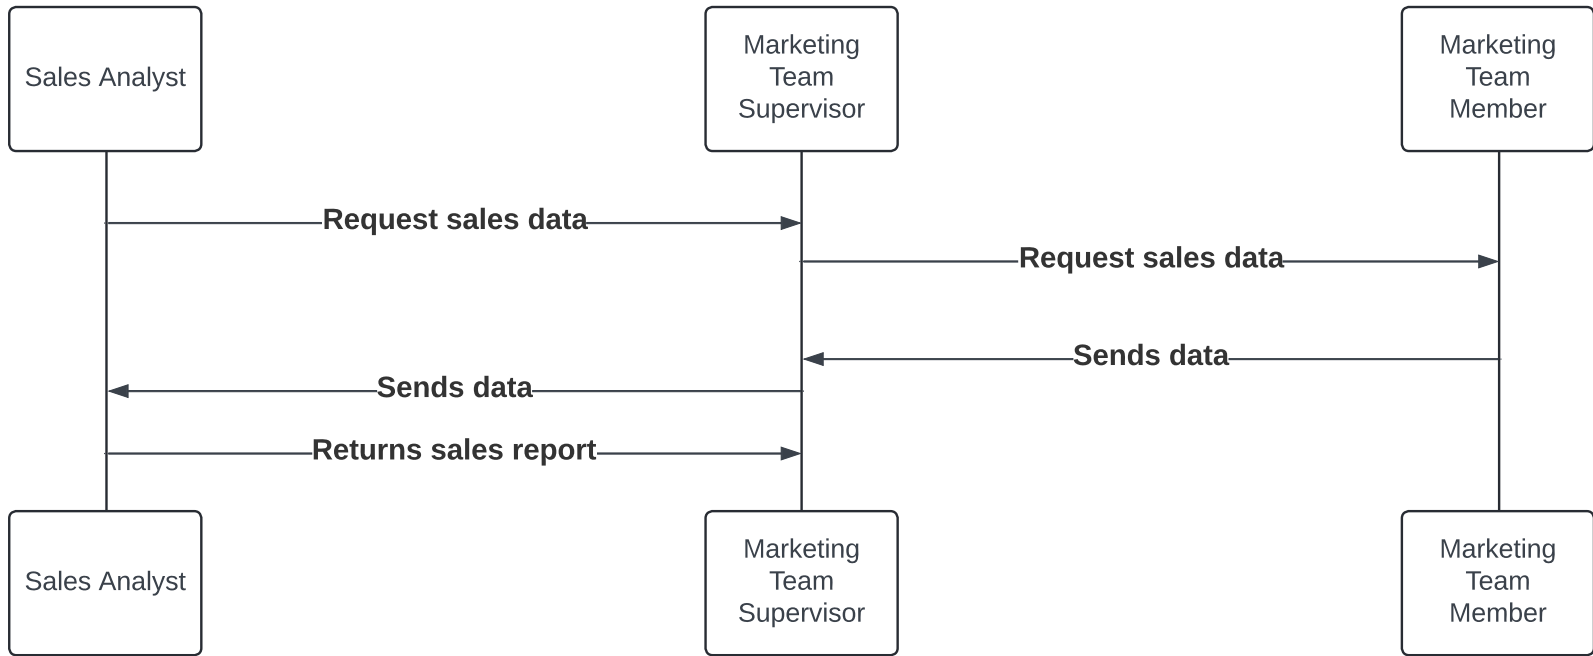 Sales Analyst
Marketing
Team
Supervisor
Marketing
Team
Member
Request sales data
Request sales data
Sends data
Sends data
Returns sales report
Sales Analyst
Marketing
Team
Supervisor
Marketing
Team
Member